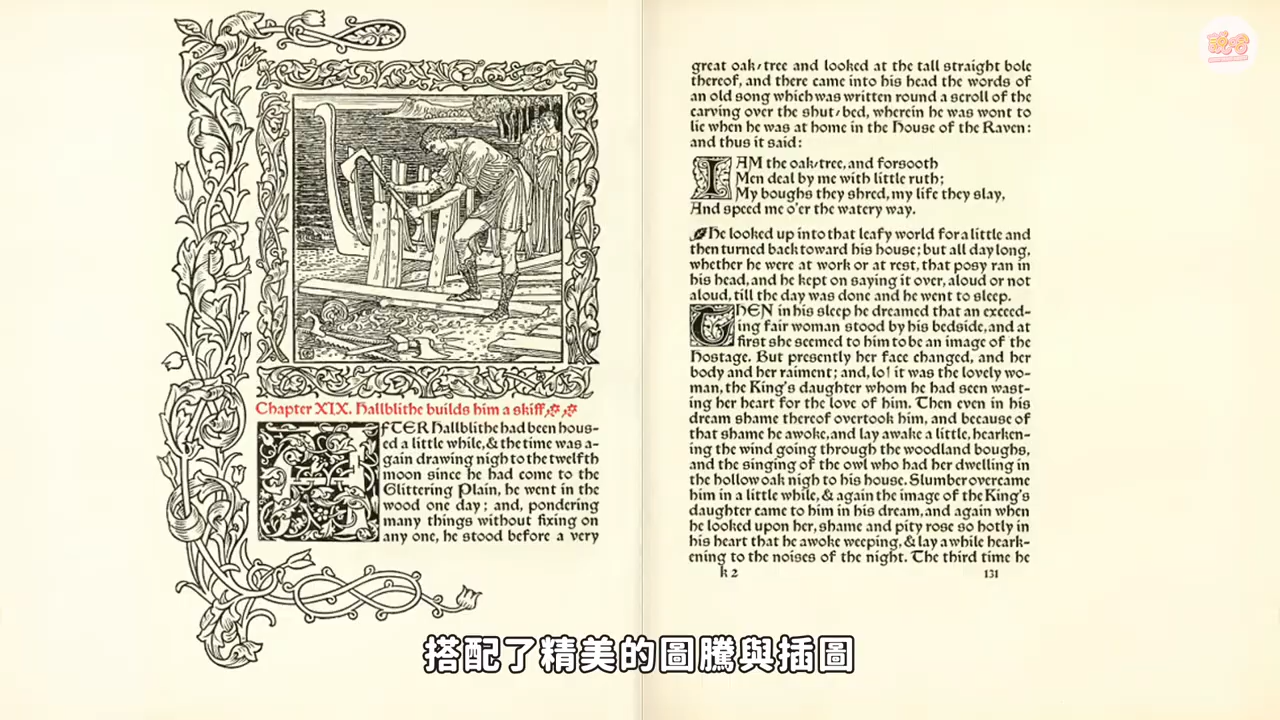 Chapter XIX. Hallblithe builds him a skiff
AFTER Hallblithe had been hous-
ed a little while, & the time was a-
gain drawing nigh to the twelfth
moon since he had come to the
Glittering Plain, he went in the
wood one day; and, pondering
many things without fixing on
any one, he stood before a very
great oak-tree and looked at the tall straight bole
thereof, and there came into his head the words of
an old song which was written round a scroll of the
carving over the shut-bed, wherein he was wont to
lie when he was at home in the House of the Raven:
and thus it said:
I AM the oak-tree, and forsooth
Men deal by me with little ruth;
My boughs they shred, my life they slay,
And speed me o'er the watery way.
He looked up into that leafy world for a little and
then turned back toward his house; but all day long,
whether he were at work or at rest, that posy ran in
his head, and he kept on saying it over, aloud or not
aloud, till the day was done and he went to sleep.
THEN in his sleep he dreamed that an exceed-
ing fair woman stood by his bedside, and at
first she seemed to him to be an image of the
Hostage. But presently her face changed, and her
body and her raiment; and, lo! it was the lovely wo-
man, the King's daughter whom he had seen wast-
ing her heart for the love of him. Then even in his
dream shame thereof overtook him, and because of
that shame he awoke, and lay awake a little, hearken-
ing the wind going through the woodland boughs,
and the singing of the owl who had her dwelling in
the hollow oak nigh to his house. Slumber overcame
him in a little while, & again the image of the King's
daughter came to him in his dream, and again when
he looked upon her, shame and pity rose so hotly in
his heart that he awoke weeping, & lay a while heark-
ening to the noises of the night. The third time he
k 2
131
說吧
搭配了精美的圖騰與插圖